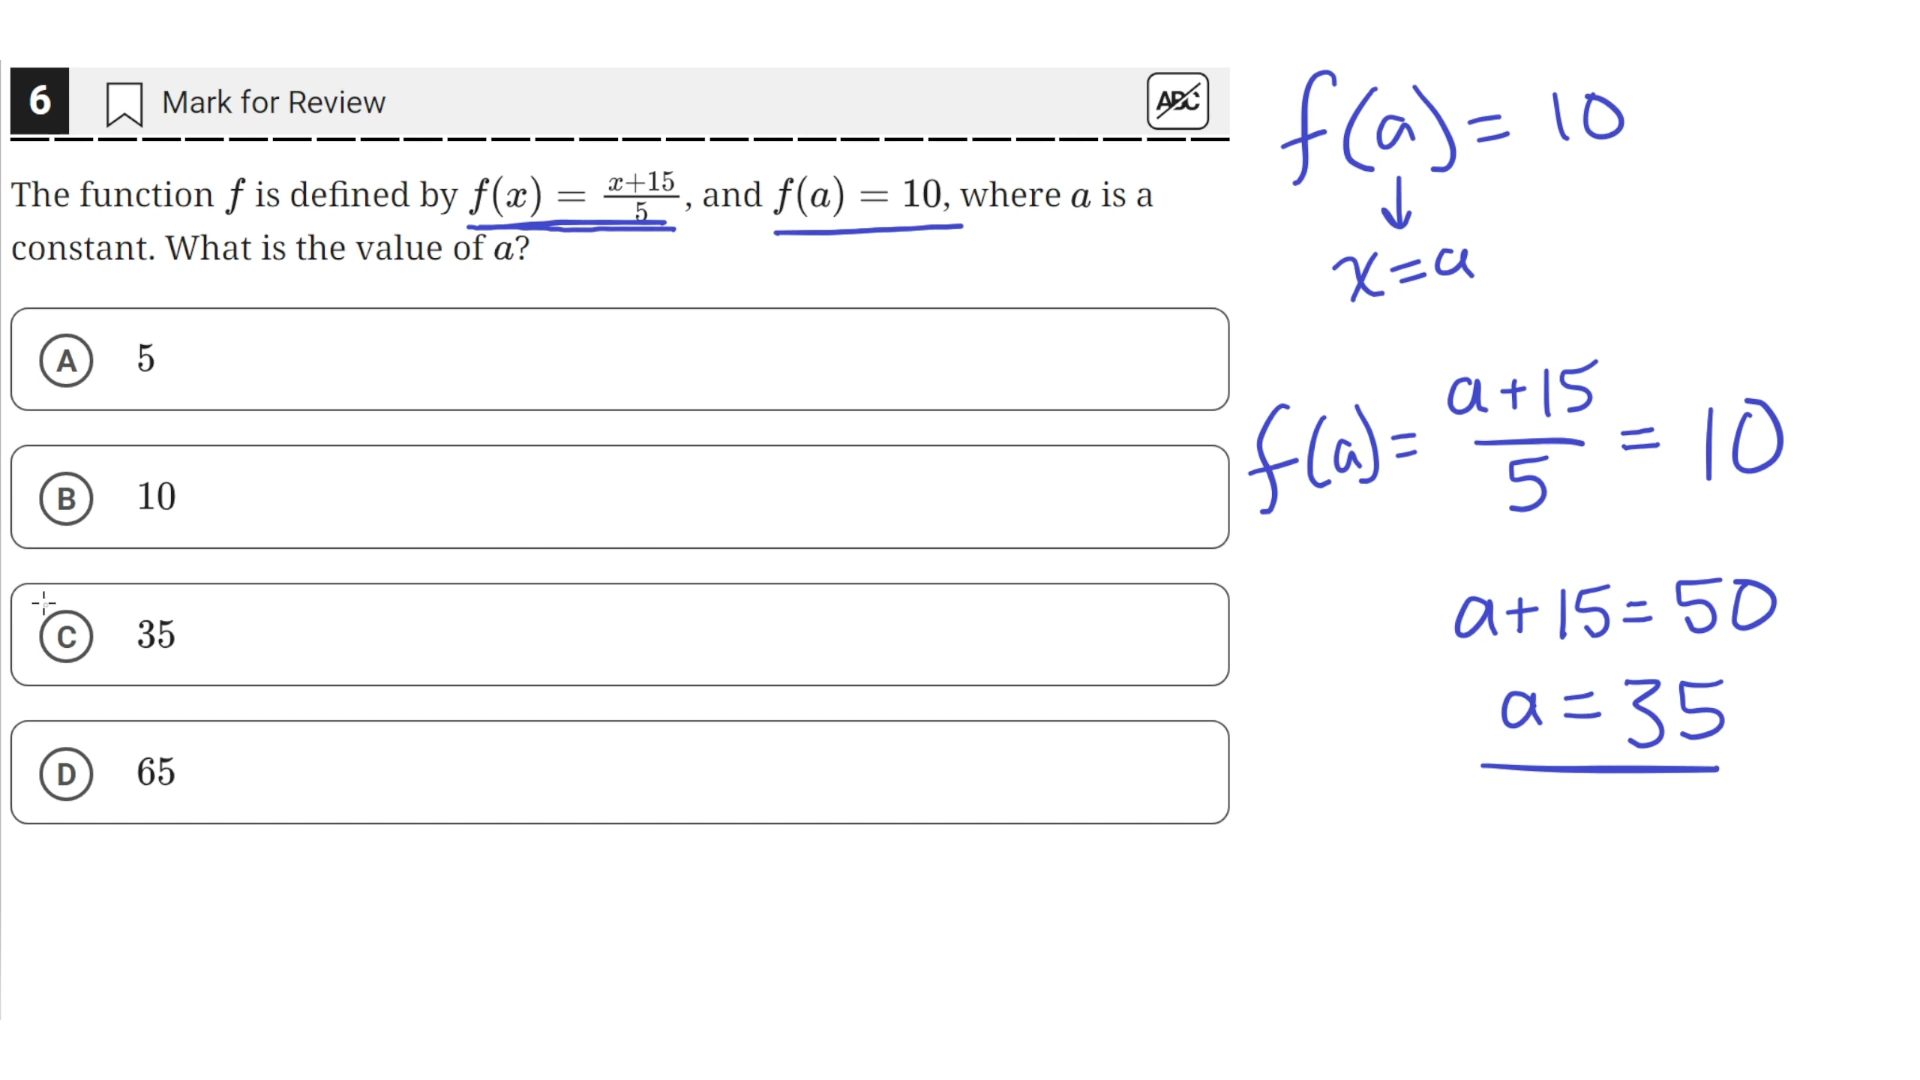 6 Mark for Review ABC
The function f is defined by f(x) = x+15/5, and f(a) = 10, where a is a
constant. What is the value of a?
A 5
B 10
C 35
D 65
f(a) = 10
↓
x = a
f(a) = a+15/5 = 10
a+15 = 50
a = 35